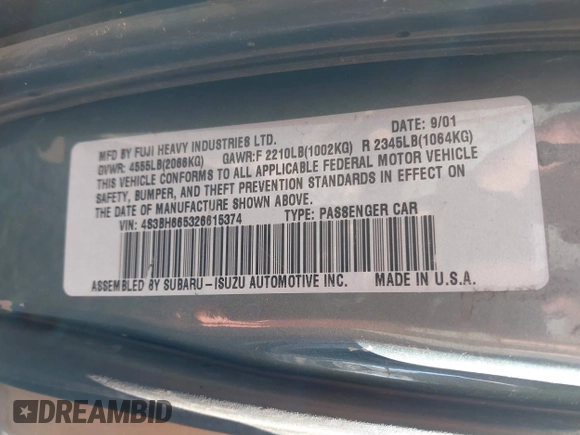 MFD BY FUJI HEAVY INDUSTRIES LTD. DATE: 9/01
GVWR: 4555LB(2066KG) GAWR:F 2210LB(1002KG) R 2345LB(1064KG)
THIS VEHICLE CONFORMS TO ALL APPLICABLE FEDERAL MOTOR VEHICLE
SAFETY, BUMPER, AND THEFT PREVENTION STANDARDS IN EFFECT ON
THE DATE OF MANUFACTURE SHOWN ABOVE.
VIN: 4S3BH665326615374 TYPE: PASSENGER CAR
ASSEMBLED BY SUBARU-ISUZU AUTOMOTIVE INC. MADE IN U.S.A.
DREAMBID